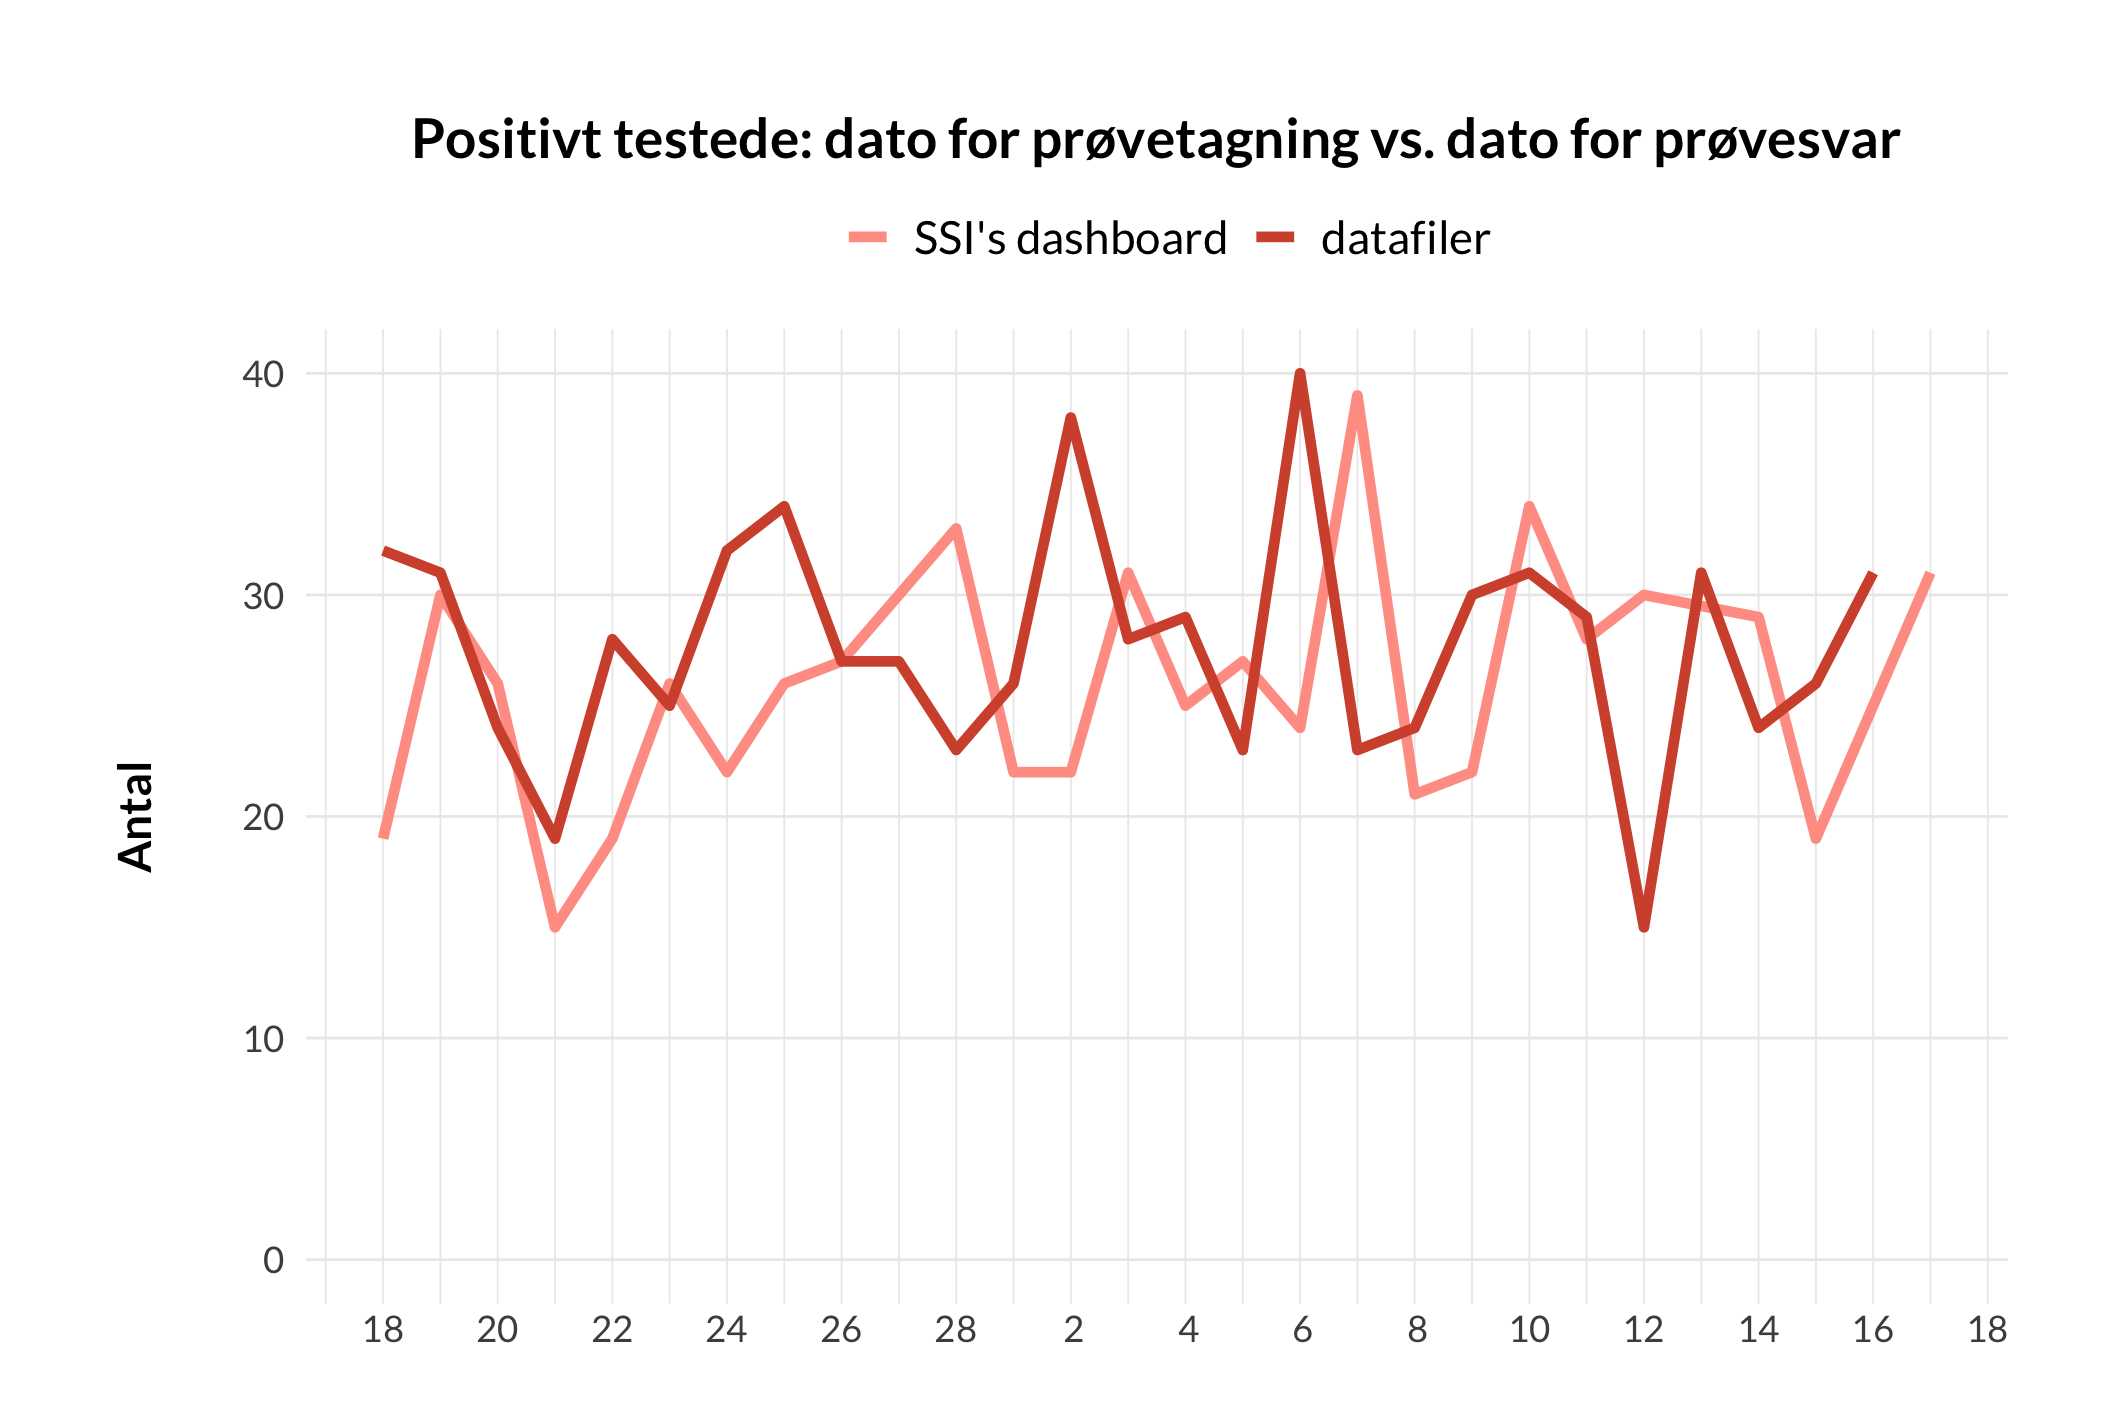 Positivt testede: dato for prøvetagning vs. dato for prøvesvar
SSI's dashboard datafiler
Antal
40
30
20
10
0
18 20 22 24 26 28 2 4 6 8 10 12 14 16 18